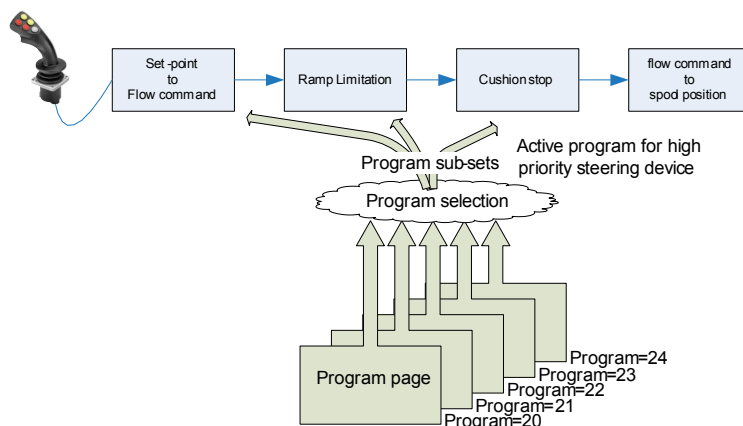 Set -point
to
Flow command
Ramp Limitation
Cushion stop
flow command
to
spool position
Program sub-sets
Active program for high
priority steering device
Program selection
Program page
Program=24
Program=23
Program=22
Program=21
Program=20